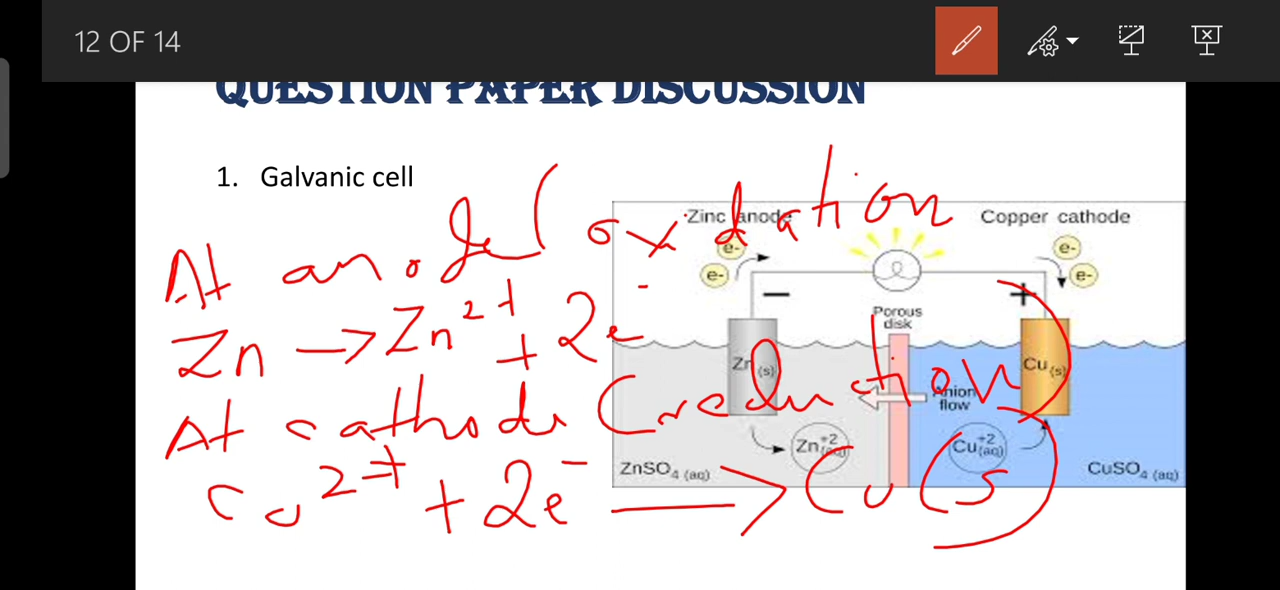 12 OF 14
QUESTION PAPER DISCUSSION
1. Galvanic cell
Zinc anode
Copper cathode
e-
e-
e-
e-
−
+
Porous
disk
Zn (s)
Cu (s)
Anion
flow
Zn+2 (aq)
Cu+2 (aq)
ZnSO4 (aq)
CuSO4 (aq)
At anode (oxdation
Zn → Zn2+ + 2e-
At cathode (reduction)
Cu2+ + 2e- → Cu(s)